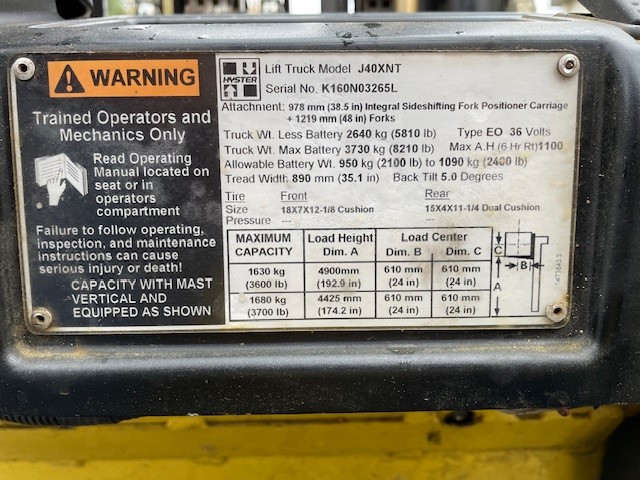 WARNING
Trained Operators and
Mechanics Only
Read Operating
Manual located on
seat or in
operators
compartment
Failure to follow operating,
inspection, and maintenance
instructions can cause
serious injury or death!
CAPACITY WITH MAST
VERTICAL AND
EQUIPPED AS SHOWN
HYSTER
Lift Truck Model J40XNT
Serial No. K160N03265L
Attachment: 978 mm (38.5 in) Integral Sideshifting Fork Positioner Carriage
+ 1219 mm (48 in) Forks
Truck Wt. Less Battery 2640 kg (5810 lb) Type EO 36 Volts
Truck Wt. Max Battery 3730 kg (8210 lb) Max A.H (6 Hr Rt)1100
Allowable Battery Wt. 950 kg (2100 lb) to 1090 kg (2400 lb)
Tread Width 890 mm (35.1 in) Back Tilt 5.0 Degrees
Tire Front Rear
Size 18X7X12-1/8 Cushion 15X4X11-1/4 Dual Cushion
Pressure --- ---
MAXIMUM CAPACITY Load Height Dim. A Load Center Dim. B Dim. C
1630 kg (3600 lb) 4900mm (192.9 in) 610 mm (24 in) 610 mm (24 in)
1680 kg (3700 lb) 4425 mm (174.2 in) 610 mm (24 in) 610 mm (24 in)
C
B
A